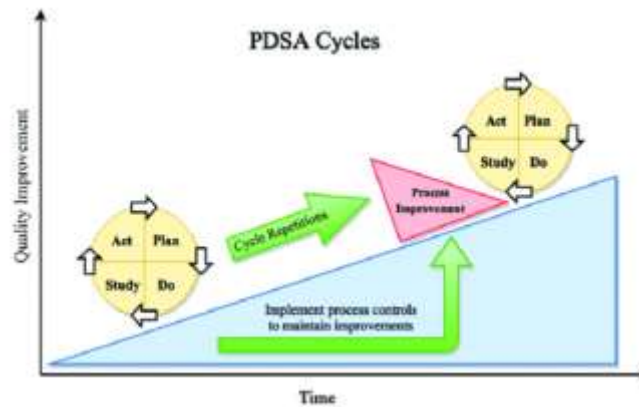 PDSA Cycles
Quality Improvement
Act
Plan
Study
Do
Process
Improvement
Cycle Repetitions
Act
Plan
Study
Do
Implement process controls
to maintain improvements
Time